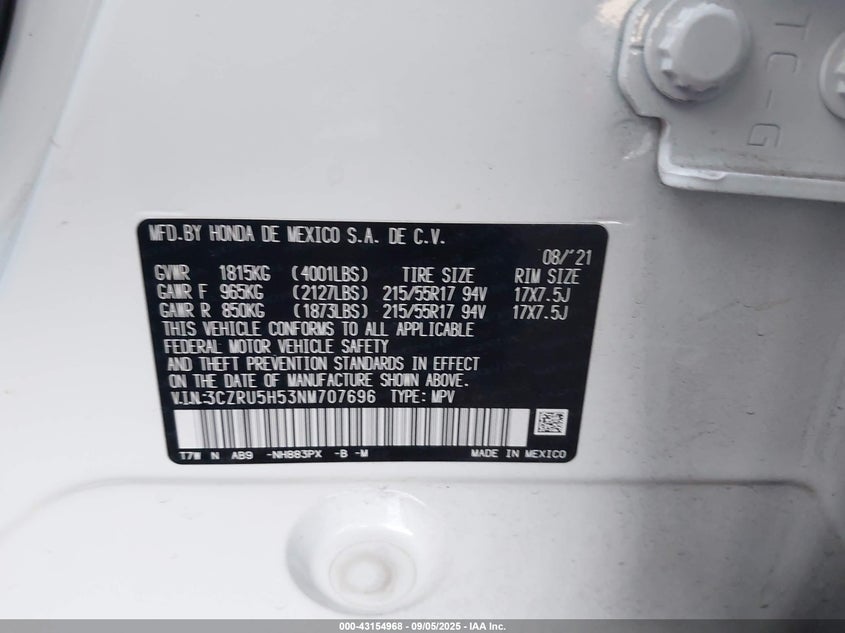 TC-G
MFD.BY HONDA DE MEXICO S.A. DE C.V.
08/'21
GVWR 1815KG (4001LBS) TIRE SIZE RIM SIZE
GAWR F 965KG (2127LBS) 215/55R17 94V 17X7.5J
GAWR R 850KG (1873LBS) 215/55R17 94V 17X7.5J
THIS VEHICLE CONFORMS TO ALL APPLICABLE
FEDERAL MOTOR VEHICLE SAFETY
AND THEFT PREVENTION STANDARDS IN EFFECT
ON THE DATE OF MANUFACTURE SHOWN ABOVE.
V.I.N.:3CZRU5H53NM707696 TYPE: MPV
T7W N AB9 -NH883PX -B -M MADE IN MEXICO
000-43154968 - 09/05/2025 - IAA Inc.